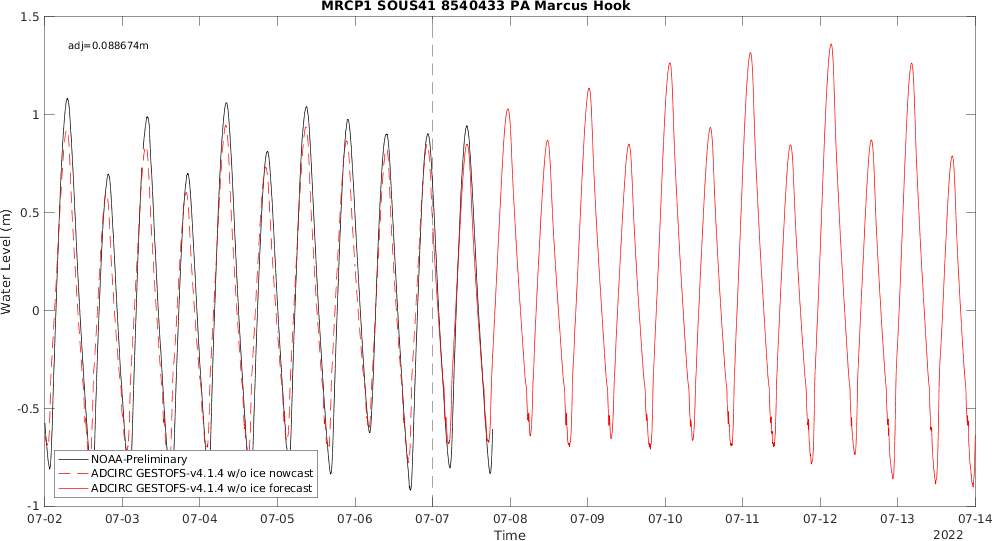 MRCP1 SOUS41 8540433 PA Marcus Hook
adj=0.088674m
Water Level (m)
1.5
1
0.5
0
-0.5
-1
NOAA-Preliminary
ADCIRC GESTOFS-v4.1.4 w/o ice nowcast
ADCIRC GESTOFS-v4.1.4 w/o ice forecast
07-02 07-03 07-04 07-05 07-06 07-07 07-08 07-09 07-10 07-11 07-12 07-13 07-14
Time
2022